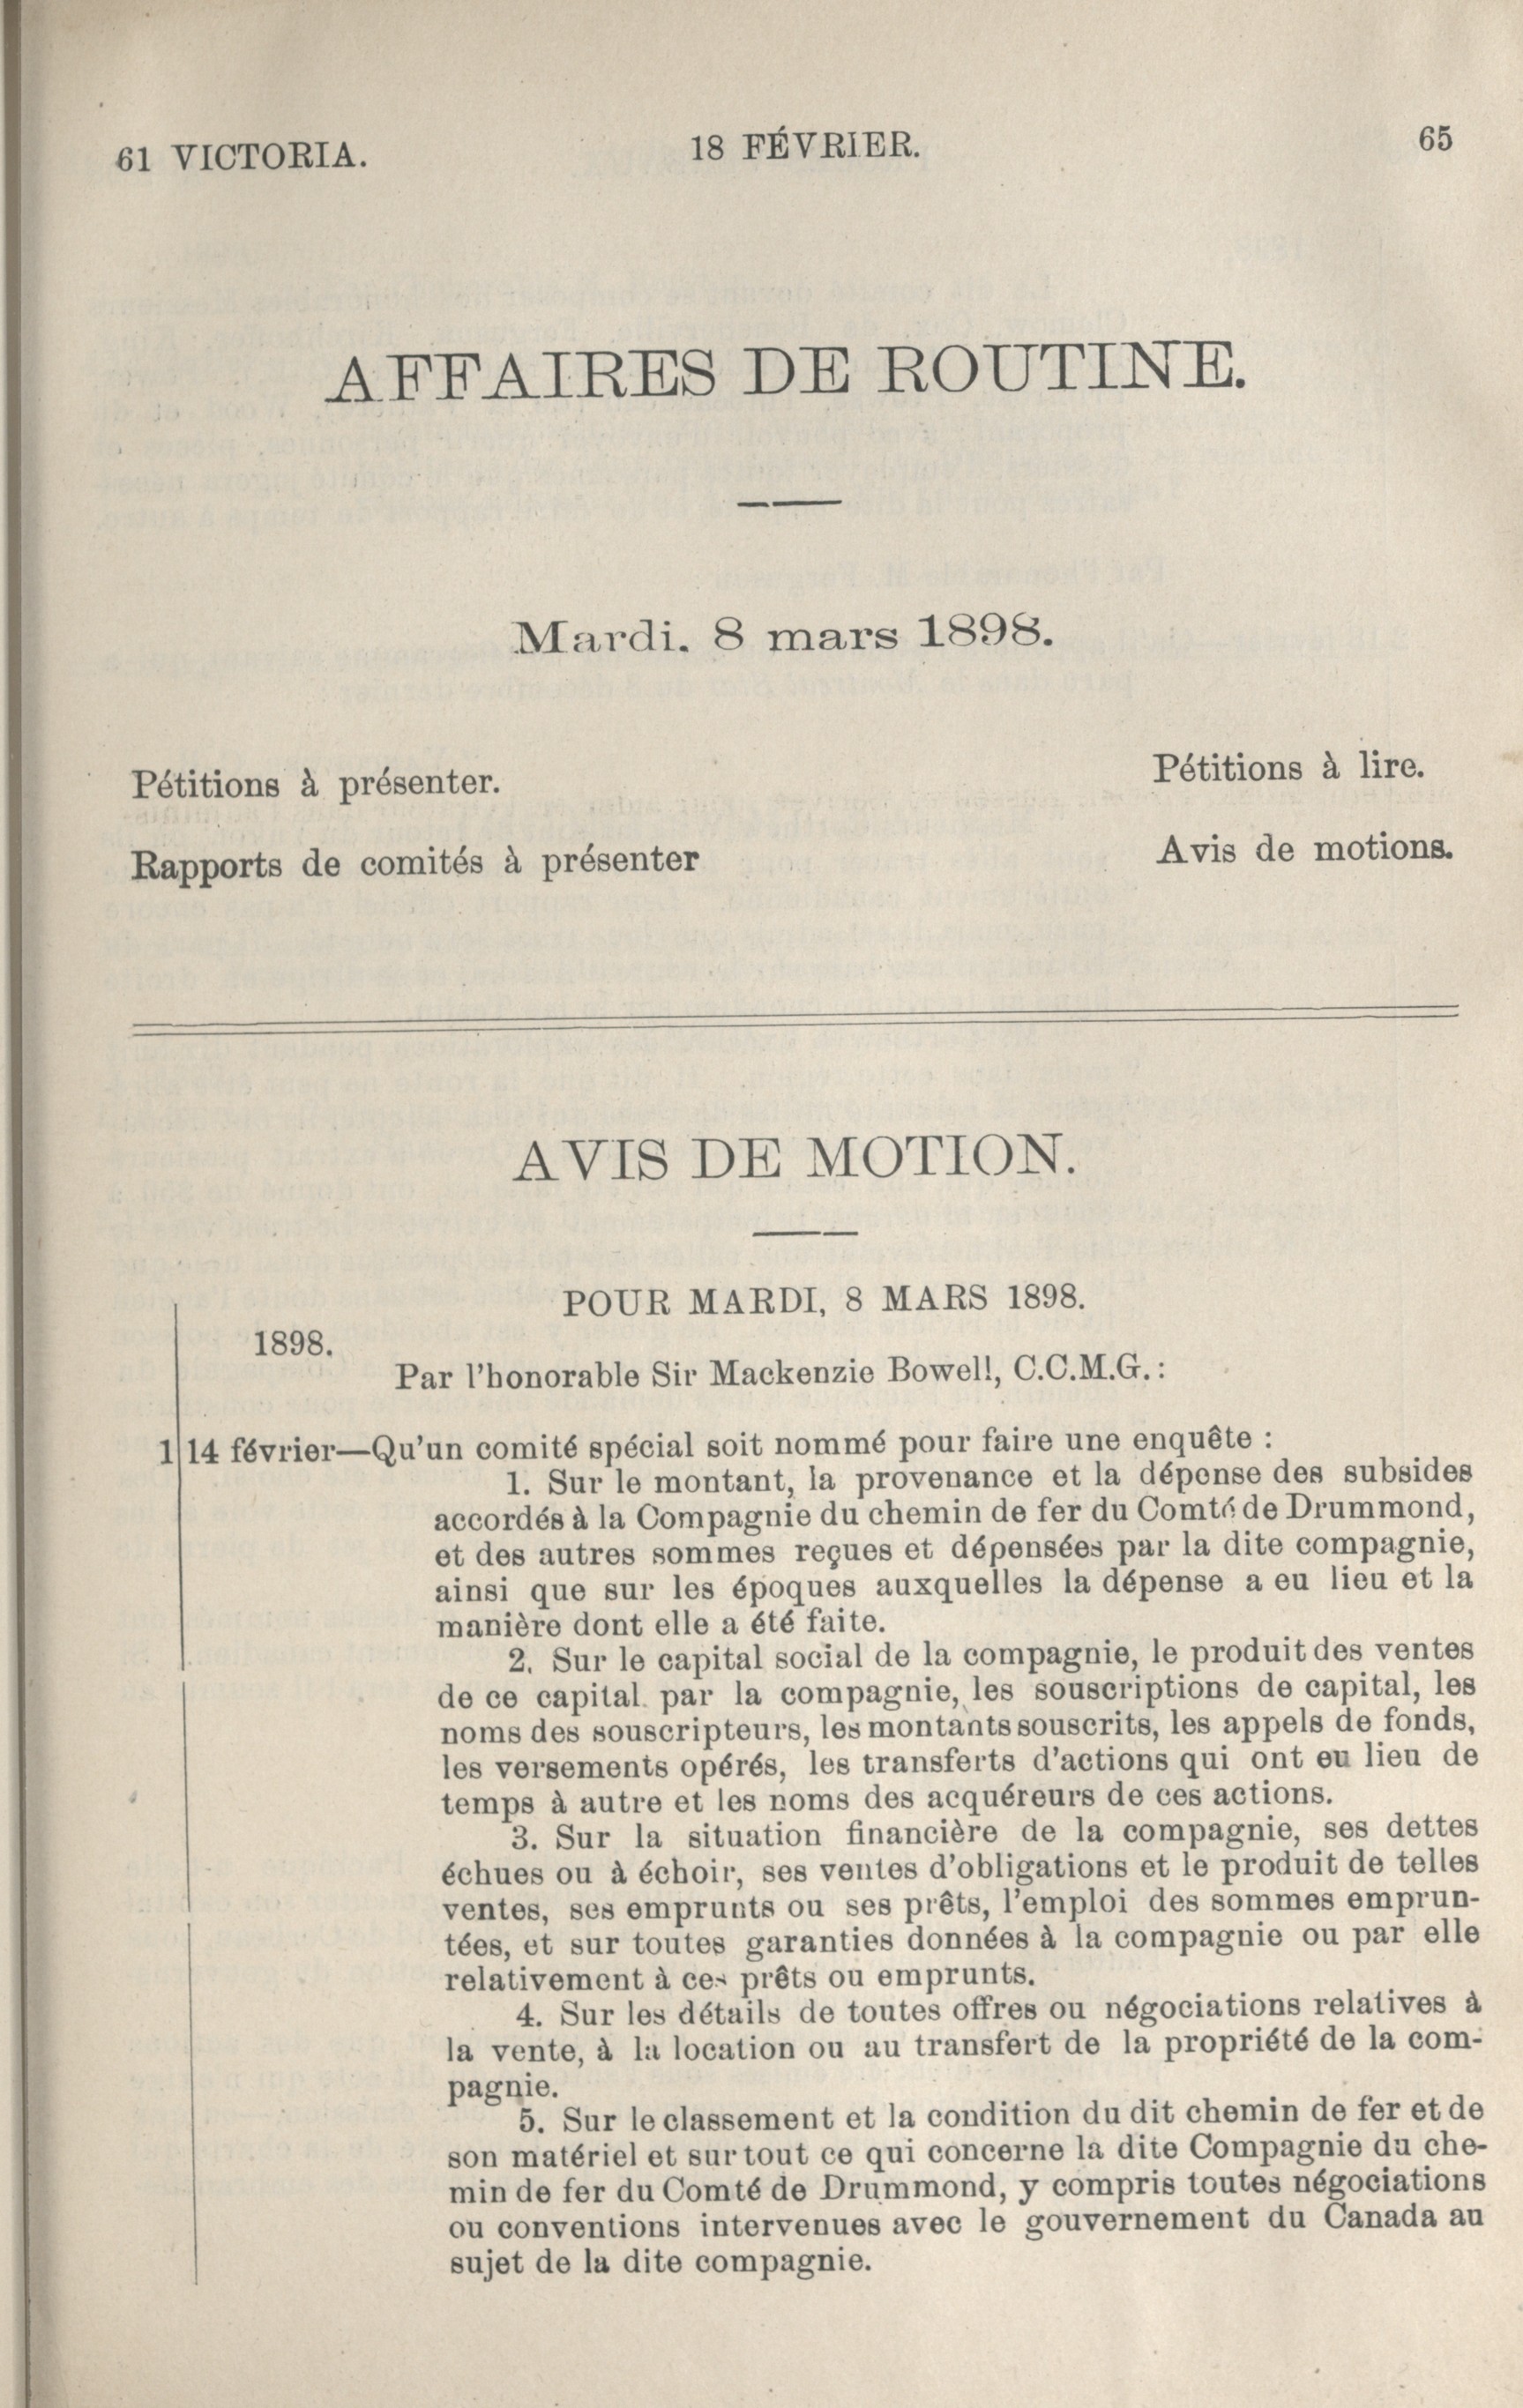 61 VICTORIA.
18 FÉVRIER.
65
AFFAIRES DE ROUTINE.
Mardi. 8 mars 1898.
Pétitions à présenter.
Pétitions à lire.
Rapports de comités à présenter
Avis de motions.
AVIS DE MOTION.
POUR MARDI, 8 MARS 1898.
1898.
Par l'honorable Sir Mackenzie Bowell, C.C.M.G.:
1 14 février—Qu'un comité spécial soit nommé pour faire une enquête :
1. Sur le montant, la provenance et la dépense des subsides
accordés à la Compagnie du chemin de fer du Comté de Drummond,
et des autres sommes reçues et dépensées par la dite compagnie,
ainsi que sur les époques auxquelles la dépense a eu lieu et la
manière dont elle a été faite.
2. Sur le capital social de la compagnie, le produit des ventes
de ce capital par la compagnie, les souscriptions de capital, les
noms des souscripteurs, les montants souscrits, les appels de fonds,
les versements opérés, les transferts d'actions qui ont eu lieu de
temps à autre et les noms des acquéreurs de ces actions.
3. Sur la situation financière de la compagnie, ses dettes
échues ou à échoir, ses ventes d'obligations et le produit de telles
ventes, ses emprunts ou ses prêts, l'emploi des sommes emprun-
tées, et sur toutes garanties données à la compagnie ou par elle
relativement à ces prêts ou emprunts.
4. Sur les détails de toutes offres ou négociations relatives à
la vente, à la location ou au transfert de la propriété de la com-
pagnie.
5. Sur le classement et la condition du dit chemin de fer et de
son matériel et sur tout ce qui concerne la dite Compagnie du che-
min de fer du Comté de Drummond, y compris toutes négociations
ou conventions intervenues avec le gouvernement du Canada au
sujet de la dite compagnie.